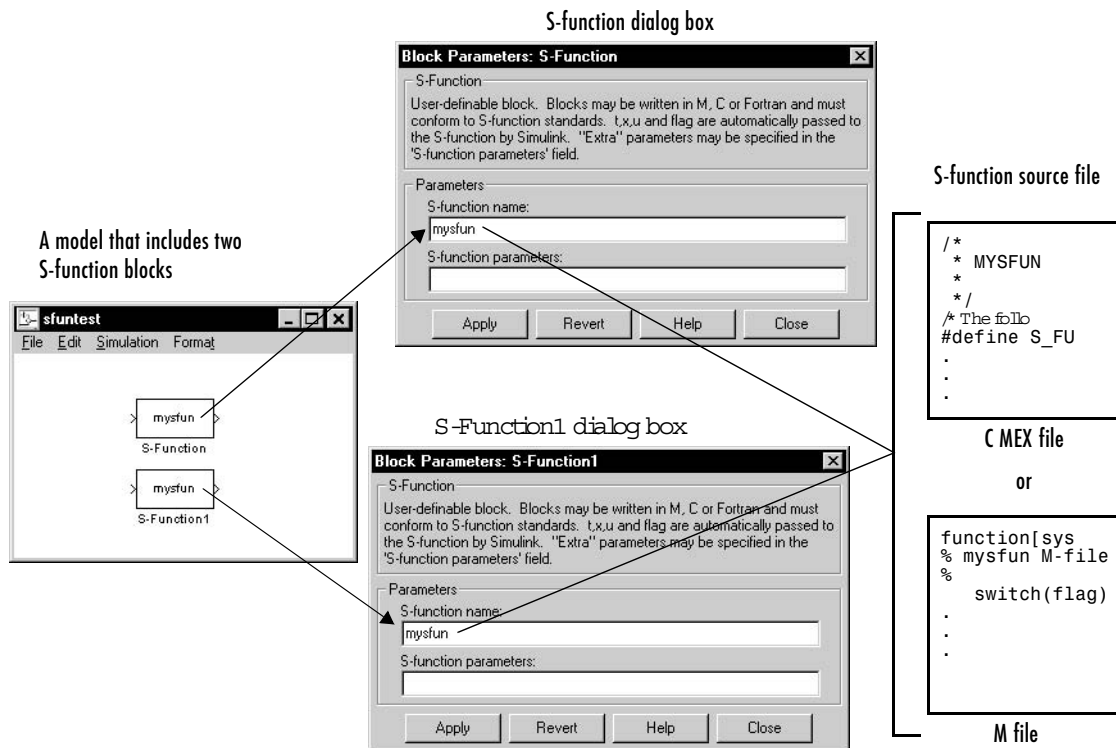 S-function dialog box
Block Parameters: S-Function
S-Function
User-definable block. Blocks may be written in M, C or Fortran and must
conform to S-function standards. t,x,u and flag are automatically passed to
the S-function by Simulink. "Extra" parameters may be specified in the
'S-function parameters' field.
Parameters
S-function name:
mysfun
S-function parameters:
Apply Revert Help Close
A model that includes two
S-function blocks
sfuntest
File Edit Simulation Format
mysfun
S-Function
mysfun
S-Function1
S-Function1 dialog box
Block Parameters: S-Function1
S-Function
User-definable block. Blocks may be written in M, C or Fortran and must
conform to S-function standards. t,x,u and flag are automatically passed to
the S-function by Simulink. "Extra" parameters may be specified in the
'S-function parameters' field.
Parameters
S-function name:
mysfun
S-function parameters:
Apply Revert Help Close
S-function source file
/*
* MYSFUN
*
*/
/* The follo
#define S_FU
.
.
.
C MEX file
or
function[sys
% mysfun M-file
%
switch(flag)
.
.
.
M file